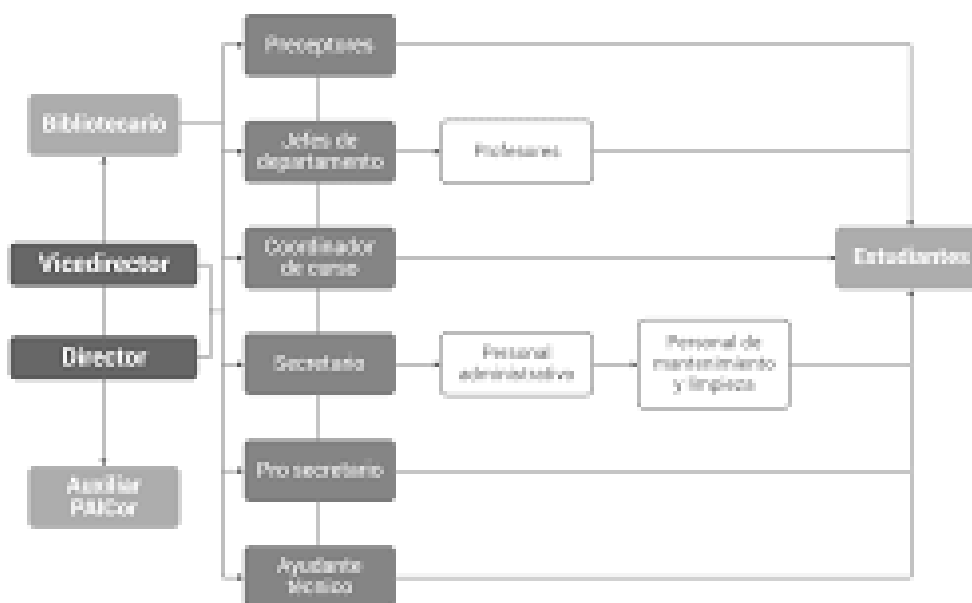 Preceptores
Bibliotecario
Jefes de
departamento
Profesores
Vicedirector
Coordinador
de curso
Estudiantes
Director
Secretario
Personal
administrativo
Personal de
mantenimiento
y limpieza
Auxiliar
PAICor
Pro secretario
Ayudante
técnico